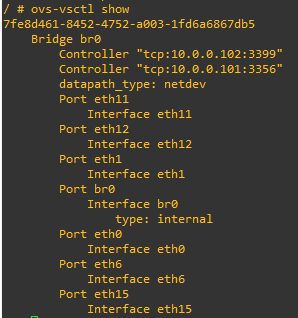 / # ovs-vsctl show
7fe8d461-8452-4752-a003-1fd6a6867db5
Bridge br0
Controller "tcp:10.0.0.102:3399"
Controller "tcp:10.0.0.101:3356"
datapath_type: netdev
Port eth11
Interface eth11
Port eth12
Interface eth12
Port eth1
Interface eth1
Port br0
Interface br0
type: internal
Port eth0
Interface eth0
Port eth6
Interface eth6
Port eth15
Interface eth15